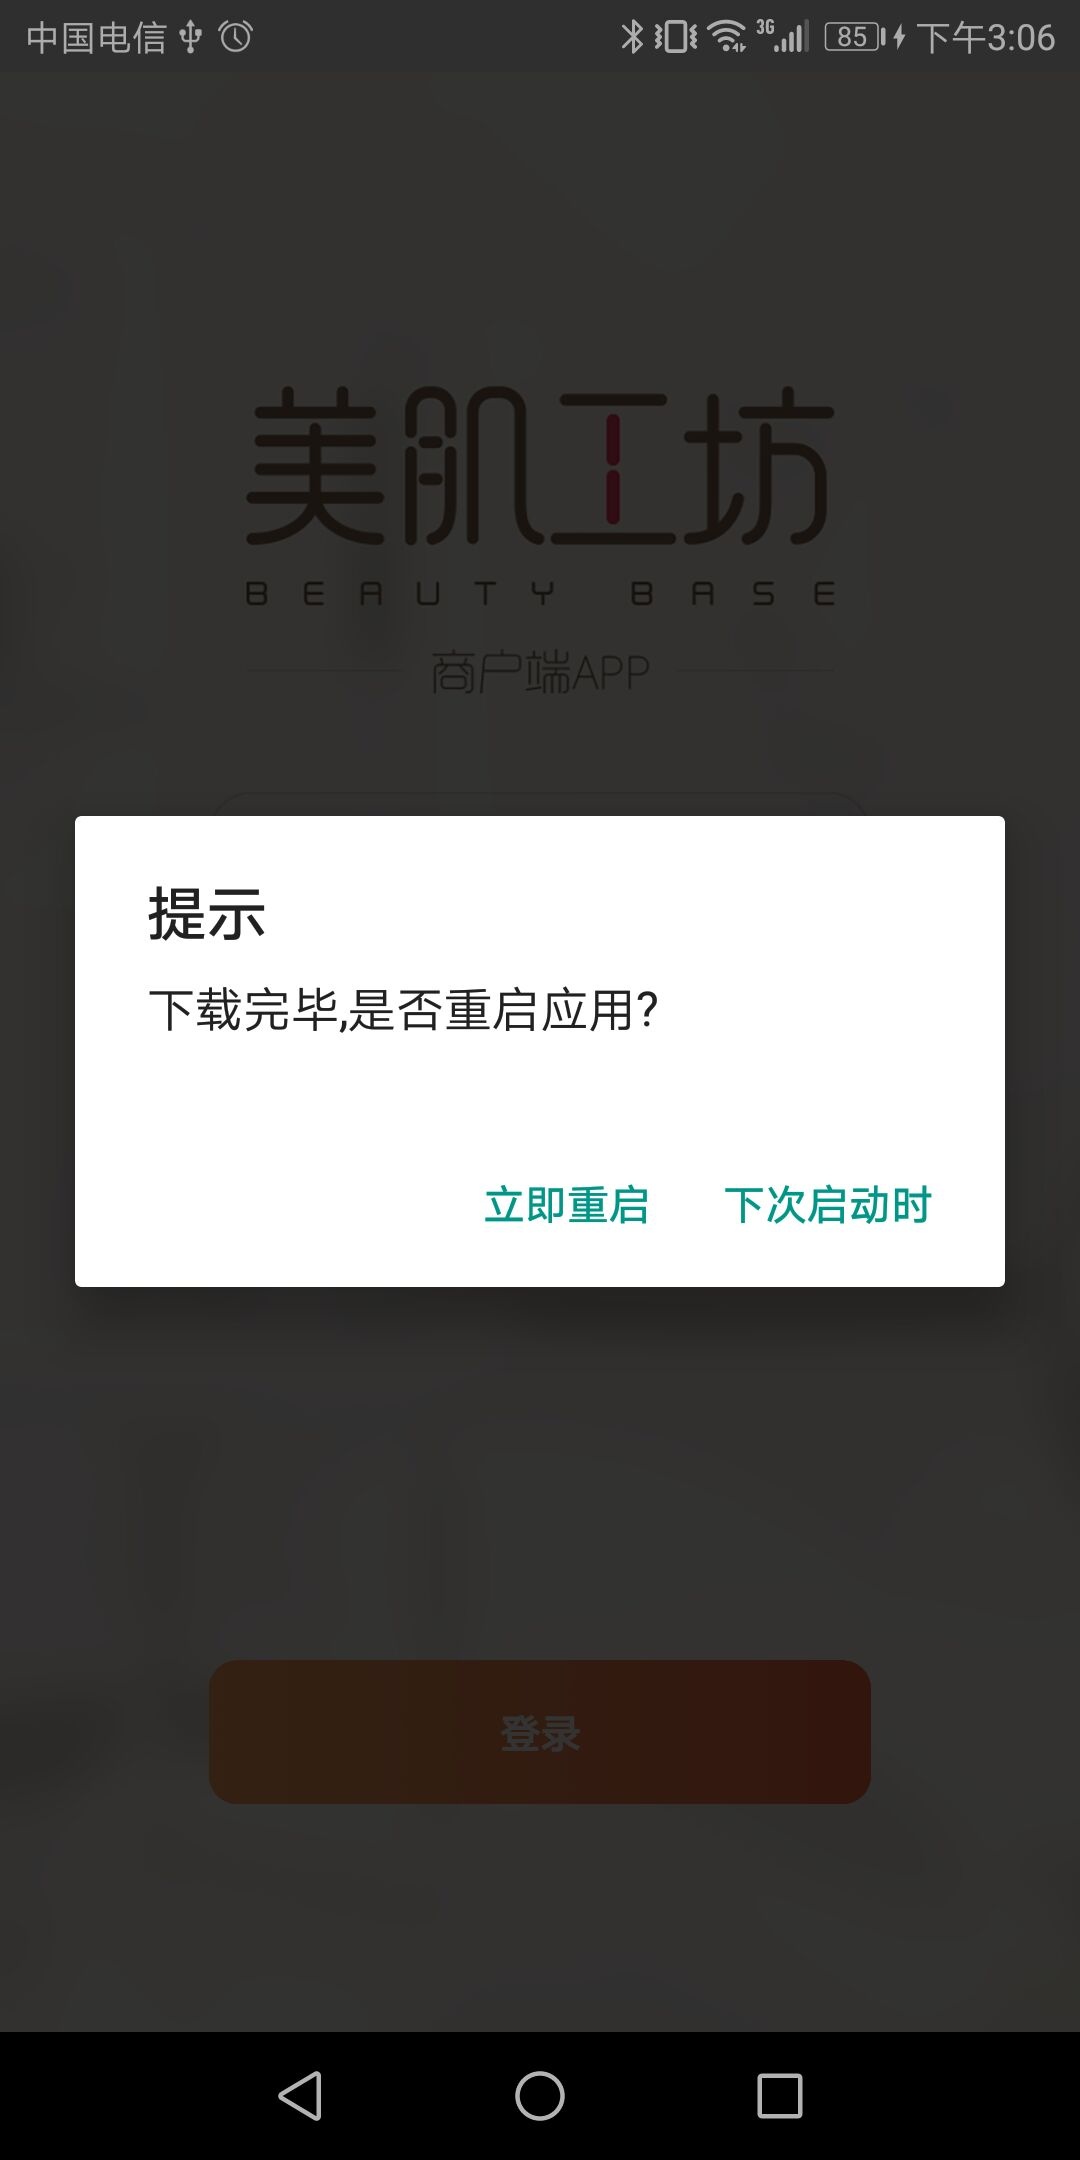 中国电信 3G 85 下午3:06
美肌工坊
BEAUTY BASE
商户端APP
提示
下载完毕,是否重启应用?
立即重启 下次启动时
登录